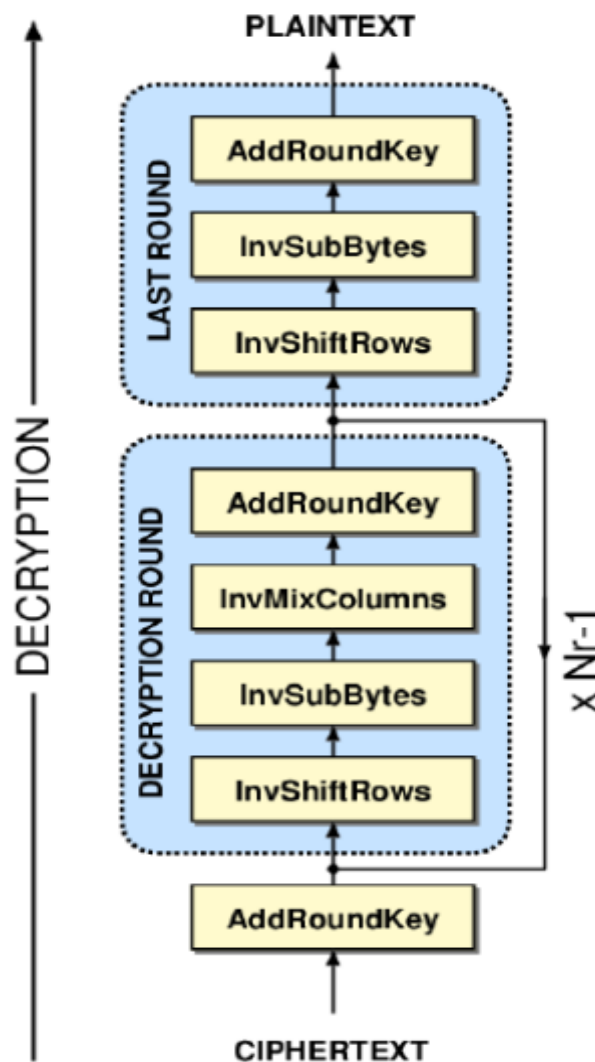 PLAINTEXT
AddRoundKey
InvSubBytes
InvShiftRows
LAST ROUND
AddRoundKey
InvMixColumns
InvSubBytes
InvShiftRows
DECRYPTION ROUND
x Nr-1
AddRoundKey
CIPHERTEXT
DECRYPTION